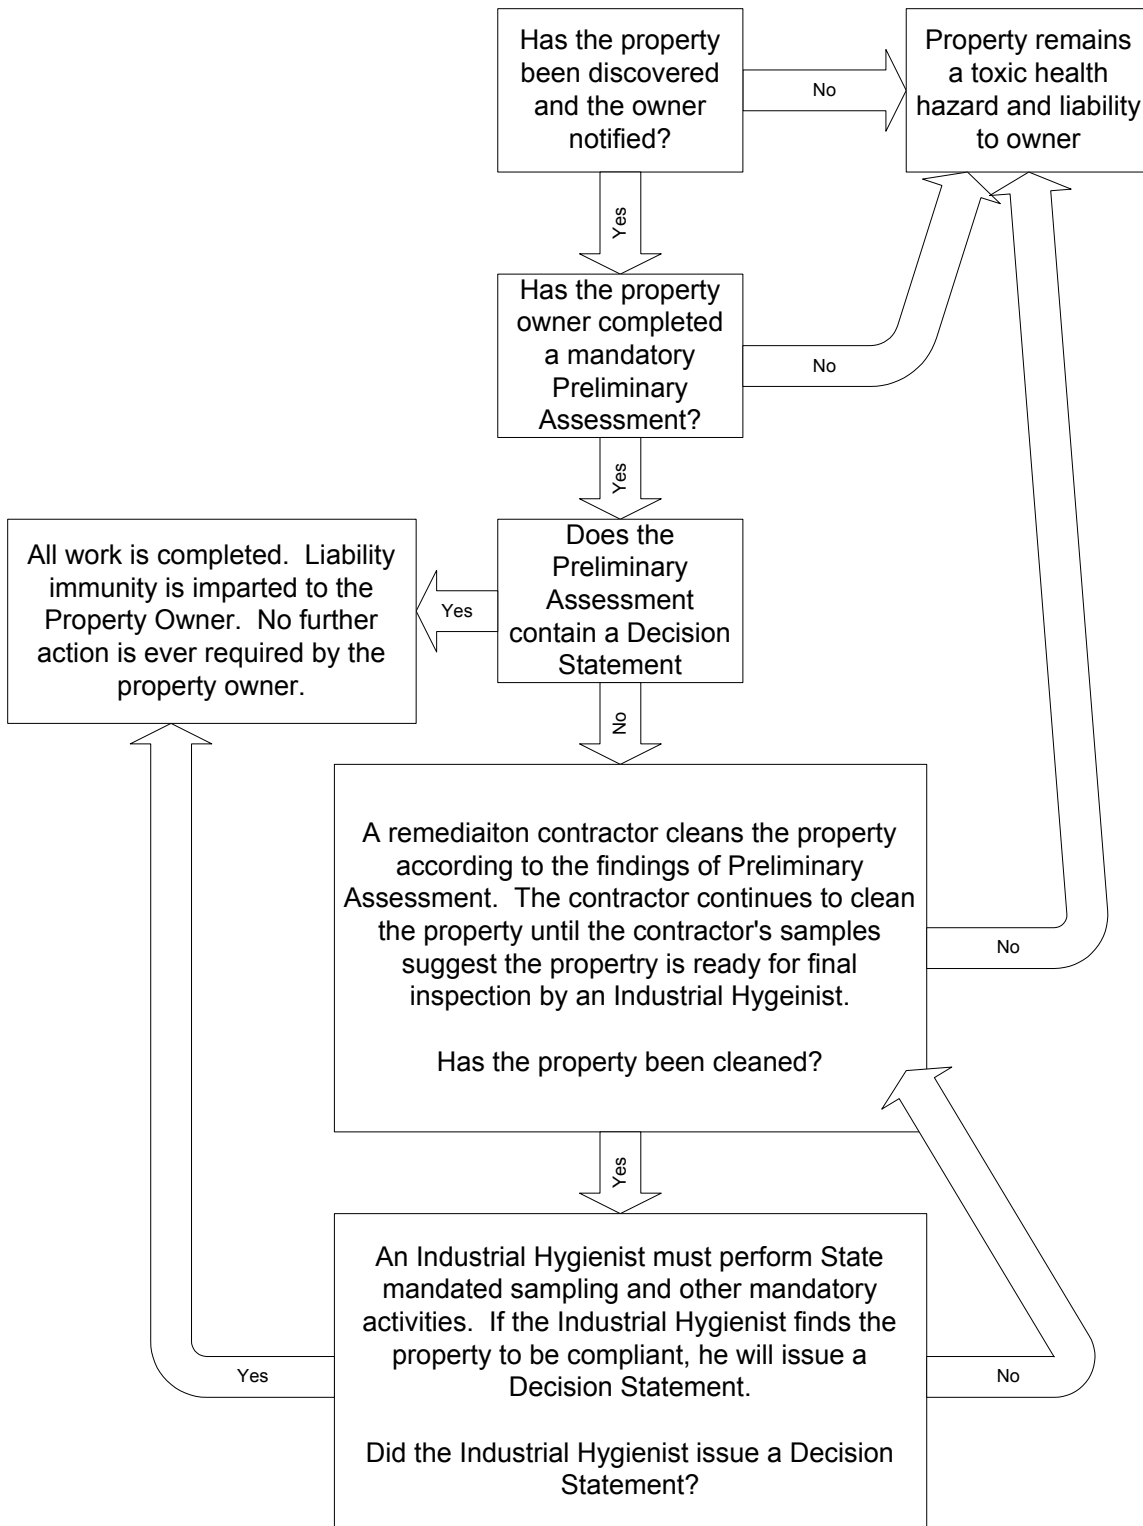 Has the property
been discovered
and the owner
notified?
No
Property remains
a toxic health
hazard and liability
to owner
Yes
Has the property
owner completed
a mandatory
Preliminary
Assessment?
No
Yes
Does the
Preliminary
Assessment
contain a Decision
Statement
Yes
All work is completed.  Liability
immunity is imparted to the
Property Owner.  No further
action is ever required by the
property owner.
No
A remediaiton contractor cleans the property
according to the findings of Preliminary
Assessment.  The contractor continues to clean
the property until the contractor's samples
suggest the propertry is ready for final
inspection by an Industrial Hygeinist.
Has the property been cleaned?
No
Yes
An Industrial Hygienist must perform State
mandated sampling and other mandatory
activities.  If the Industrial Hygienist finds the
property to be compliant, he will issue a
Decision Statement.
Did the Industrial Hygienist issue a Decision
Statement?
Yes
No